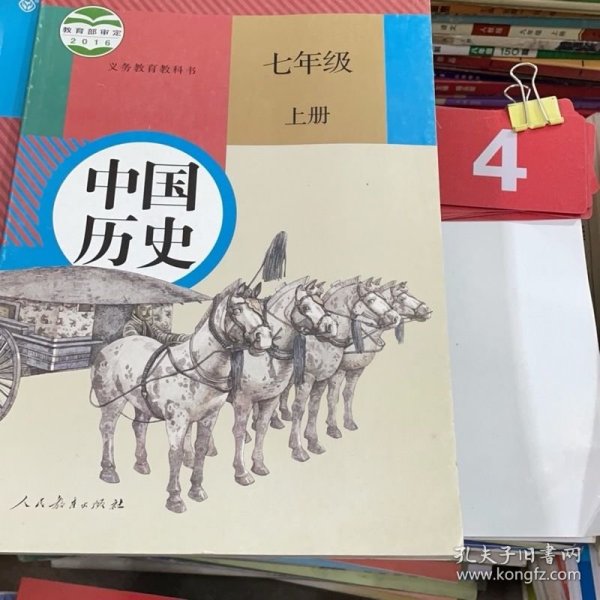 教育部审定
2016
义务教育教科书
七年级
上册
中国
历史
人民教育出版社
4
150
孔夫子旧书网
www.kongfz.com